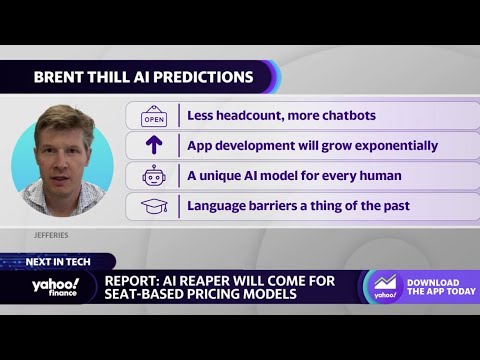 BRENT THILL AI PREDICTIONS
OPEN
Less headcount, more chatbots
App development will grow exponentially
A unique AI model for every human
Language barriers a thing of the past
JEFFERIES
NEXT IN TECH
yahoo!
finance
REPORT: AI REAPER WILL COME FOR
SEAT-BASED PRICING MODELS
yahoo!
DOWNLOAD
THE APP TODAY